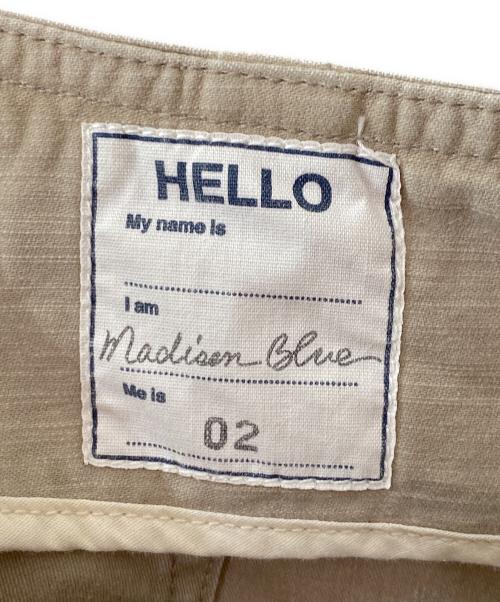 HELLO
My name is
I am
Madison Blue
Me is
02